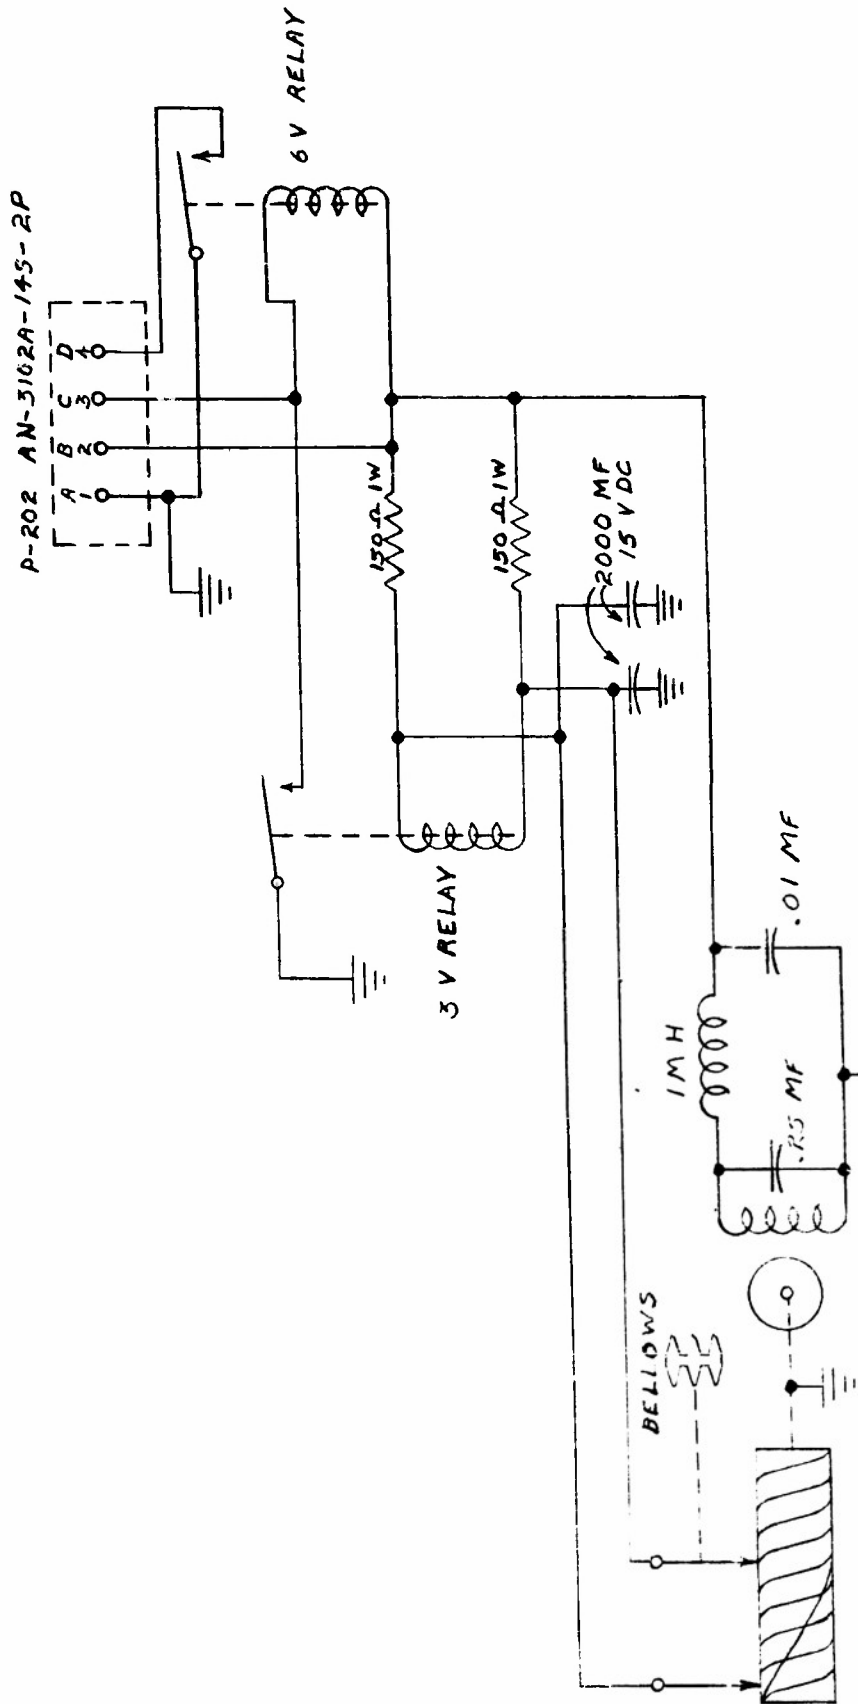 P-202 AN-3102A-14S-2P
A B C D
1 2 3 4
6 V RELAY
150 Ω 1W
150 Ω 1W
2000 MF
15 V DC
3 V RELAY
1 MH
.01 MF
.25 MF
BELLOWS